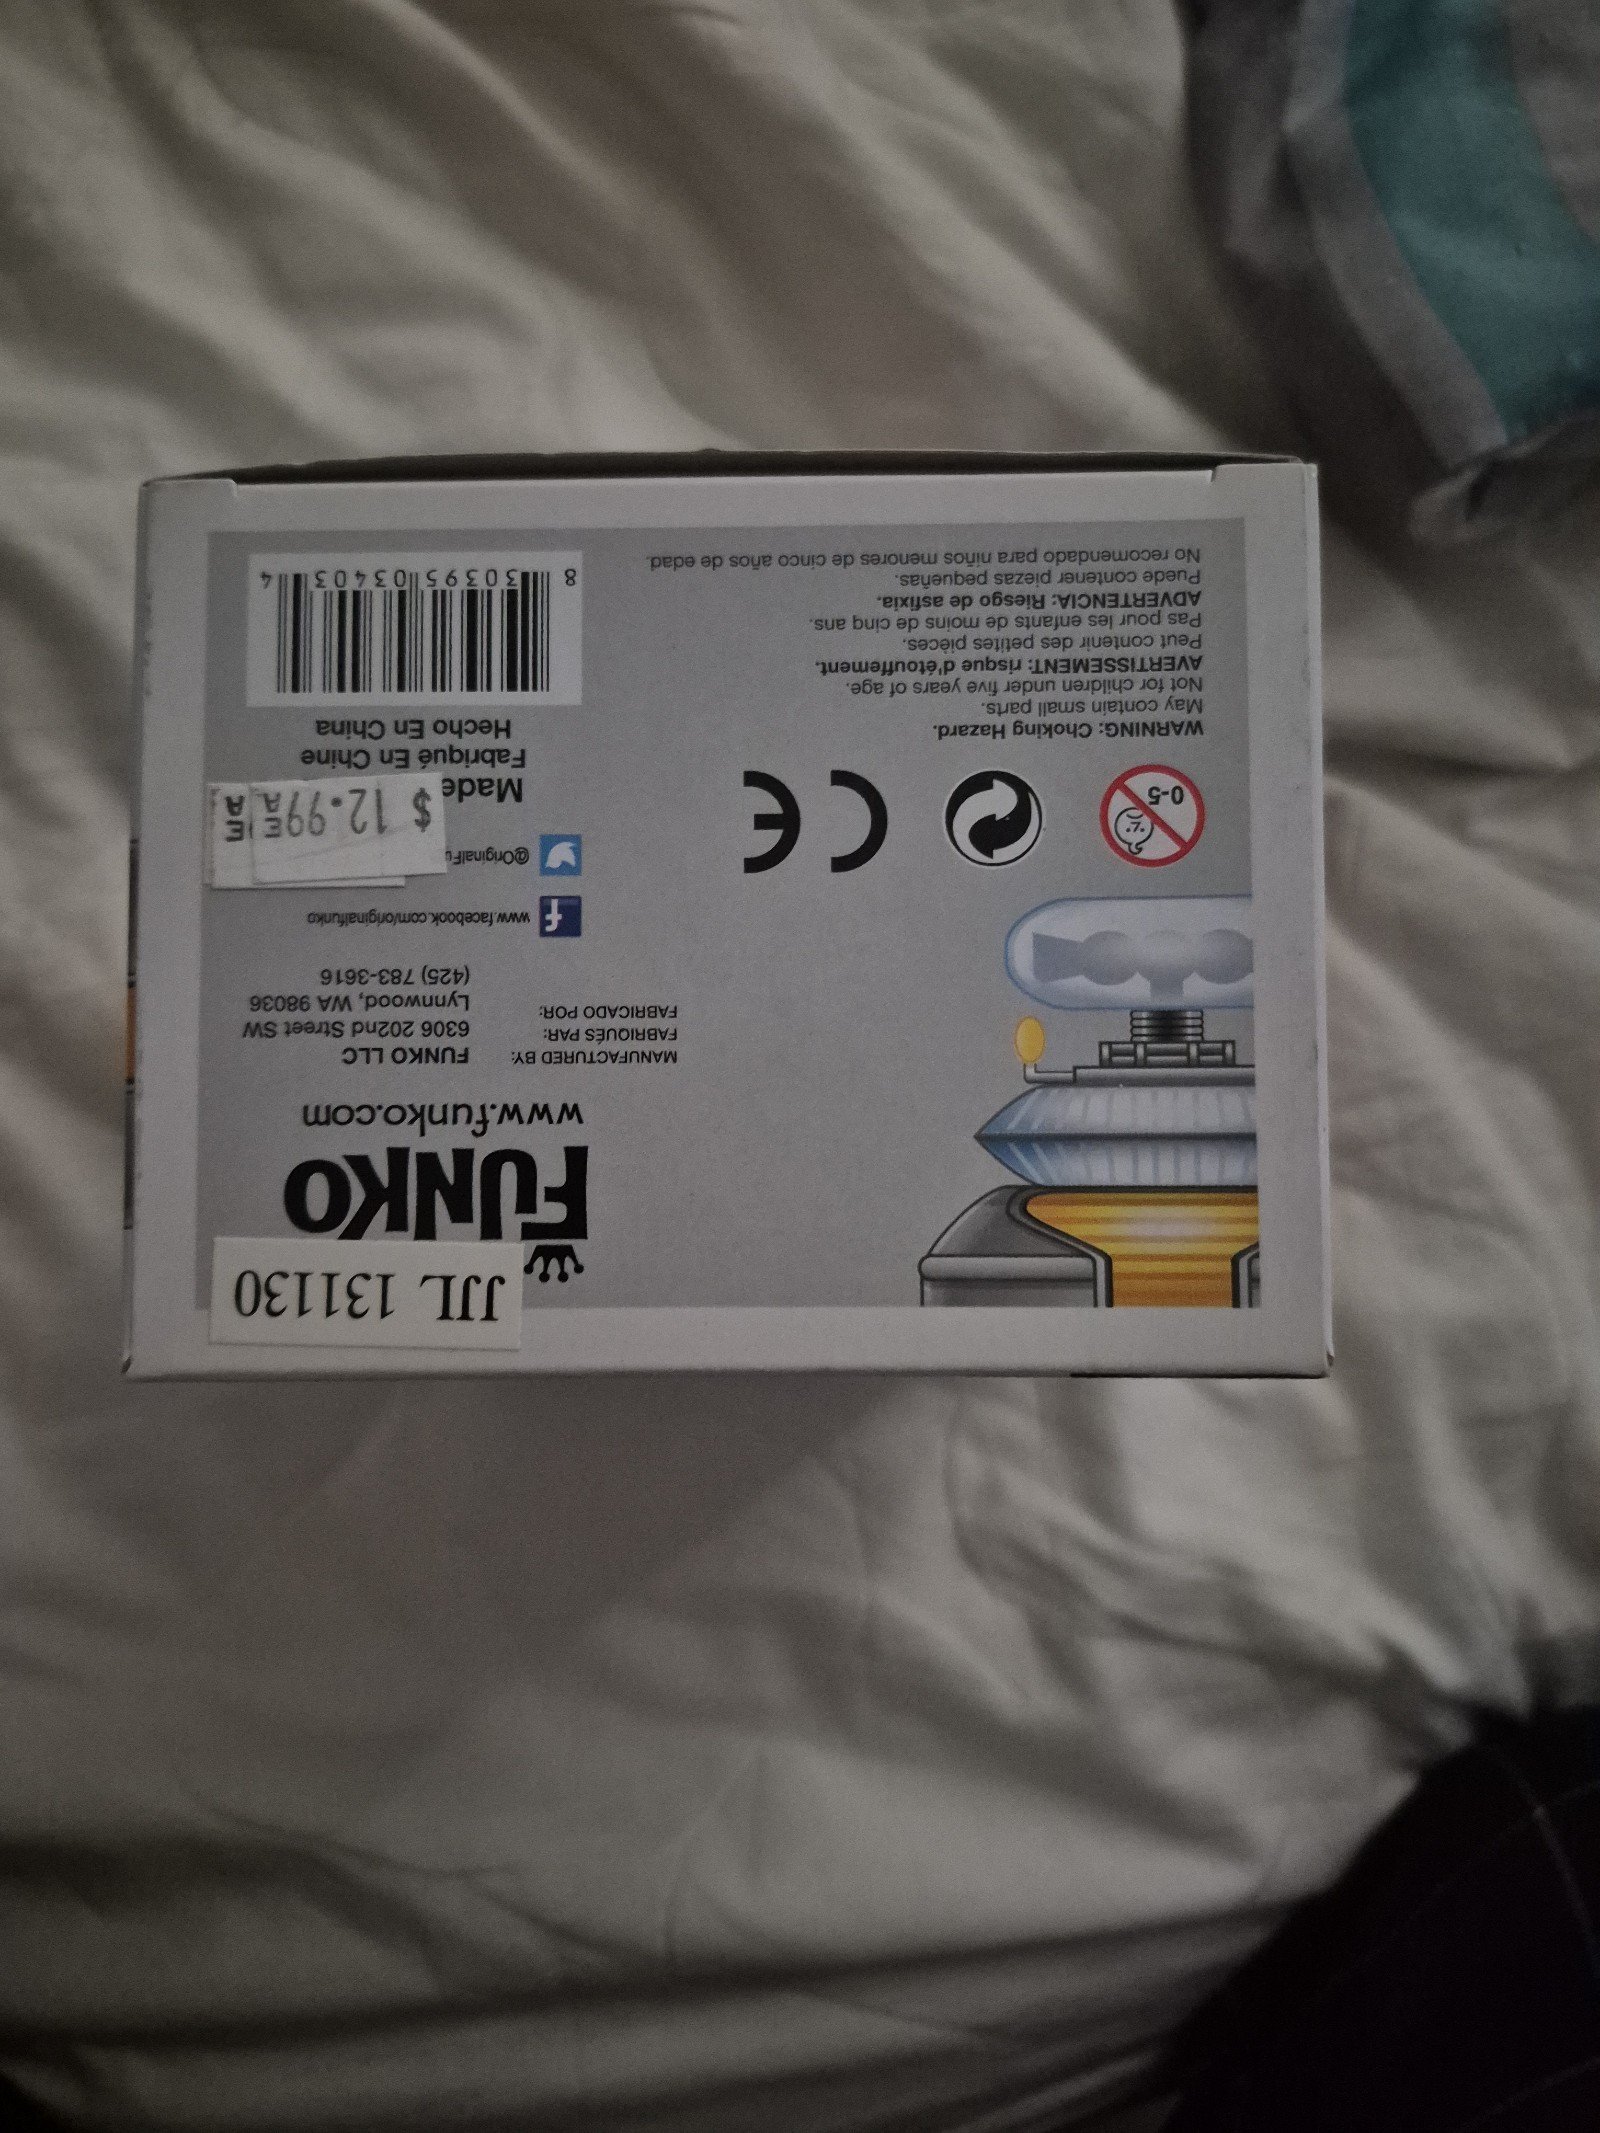 JJL 131130
FUNKO
www.funko.com
MANUFACTURED BY:
FABRIQUÉS PAR:
FABRICADO POR:
FUNKO LLC
6306 202nd Street SW
Lynnwood, WA 98036
(425) 783-3616
www.facebook.com/originalfunko
@OriginalFu
$ 12.99
Made
Fabriqué En Chine
Hecho En China
8 30395 03403 4
0-5
CE
WARNING: Choking Hazard.
May contain small parts.
Not for children under five years of age.
AVERTISSEMENT: risque d'étouffement.
Peut contenir des petites pièces.
Pas pour les enfants de moins de cinq ans.
ADVERTENCIA: Riesgo de asfixia.
Puede contener piezas pequeñas.
No recomendado para niños menores de cinco años de edad.